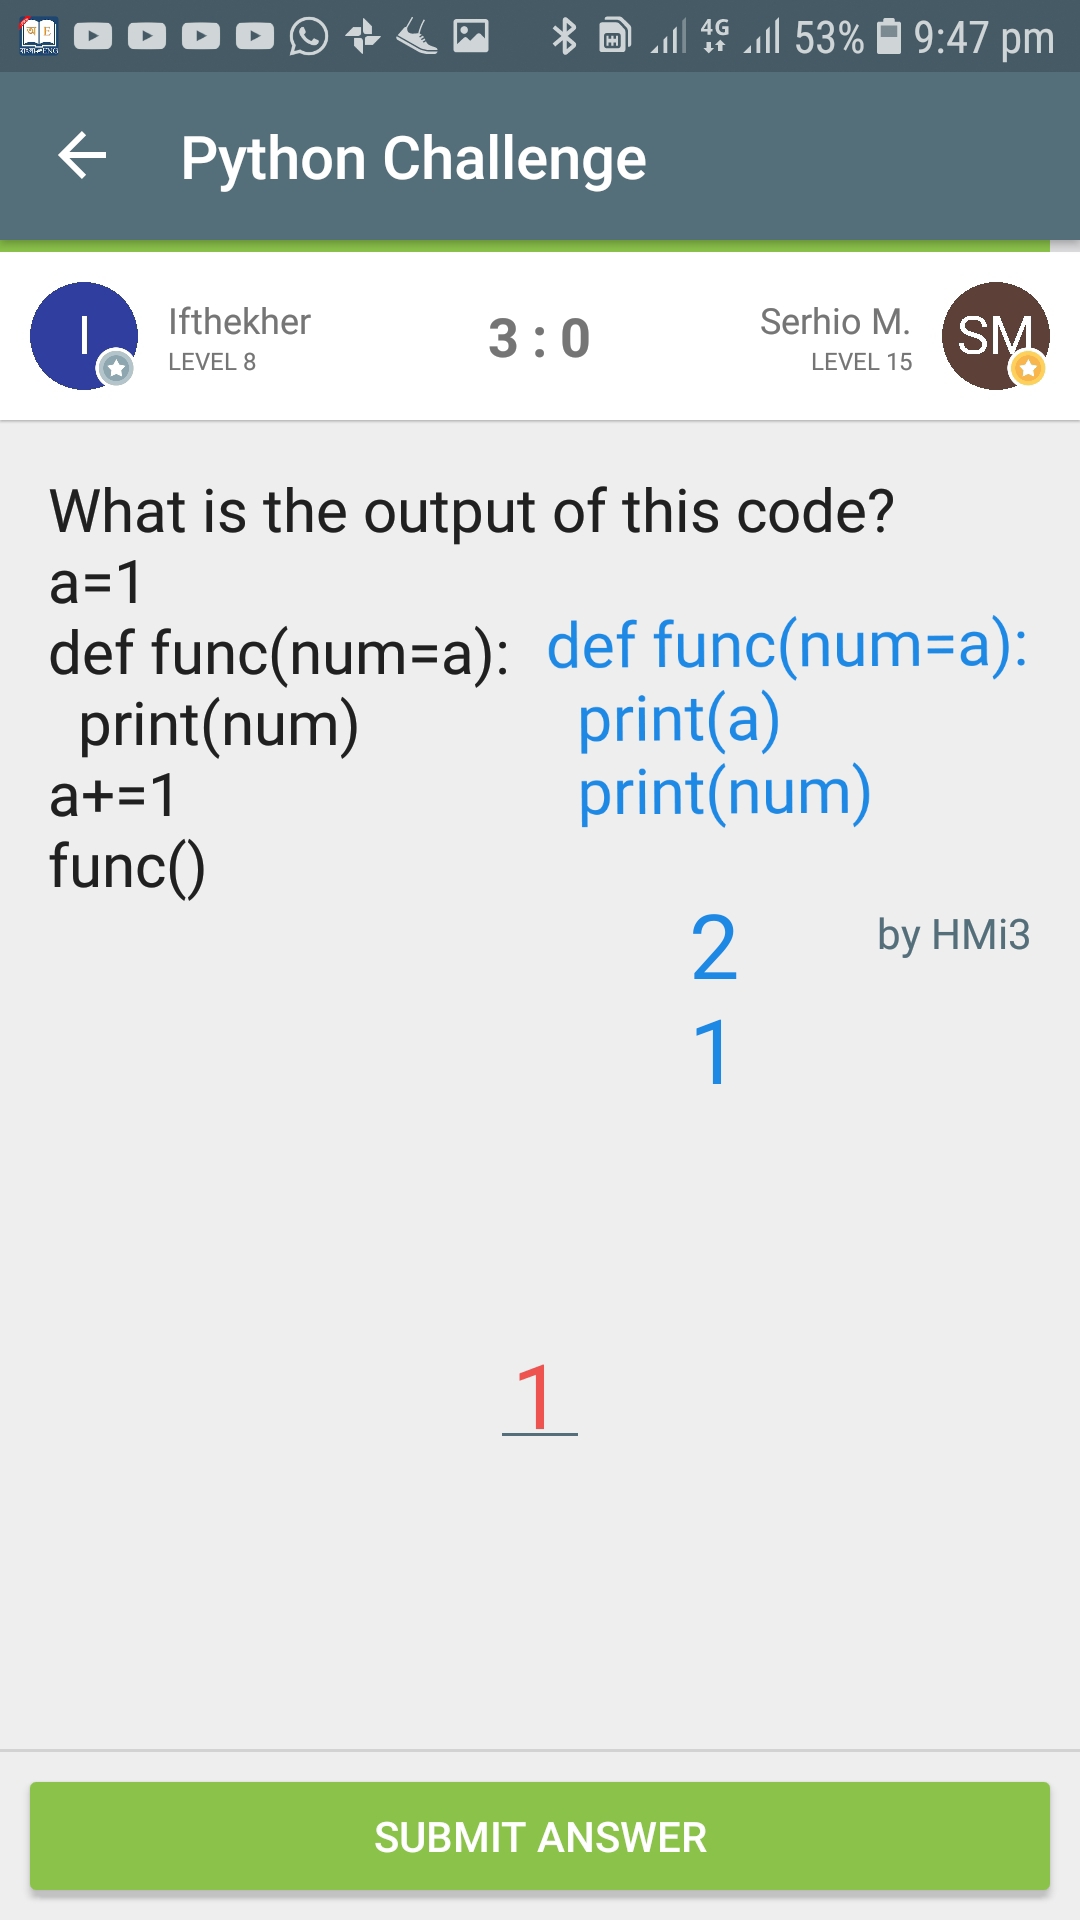 53% 9:47 pm
4G
Python Challenge
I
Ifthekher
LEVEL 8
3 : 0
Serhio M.
LEVEL 15
SM
What is the output of this code?
a=1
def func(num=a):
print(num)
a+=1
func()
def func(num=a):
print(a)
print(num)
2
1
by HMi3
1
SUBMIT ANSWER